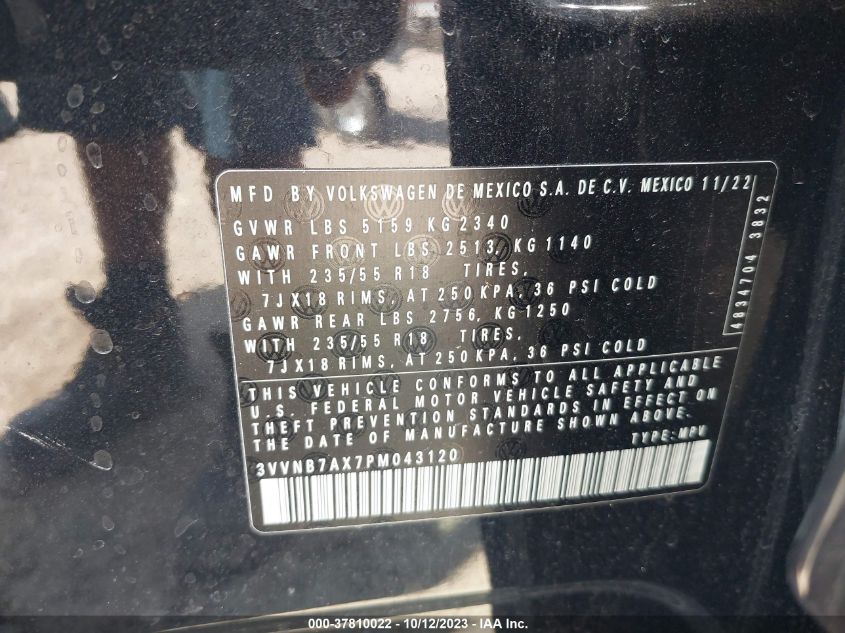 MFD BY VOLKSWAGEN DE MEXICO S.A. DE C.V. MEXICO 11/22
GVWR LBS 5159 KG 2340
GAWR FRONT LBS 2513, KG 1140
WITH 235/55 R18 TIRES,
7JX18 RIMS, AT 250 KPA, 36 PSI COLD
GAWR REAR LBS 2756, KG 1250
WITH 235/55 R18 TIRES,
7JX18 RIMS, AT 250 KPA, 36 PSI COLD
4834704 3832
THIS VEHICLE CONFORMS TO ALL APPLICABLE
U.S. FEDERAL MOTOR VEHICLE SAFETY AND
THEFT PREVENTION STANDARDS IN EFFECT ON
THE DATE OF MANUFACTURE SHOWN ABOVE.
TYPE: MPV
3VVNB7AX7PM043120
000-37810022 - 10/12/2023 - IAA Inc.